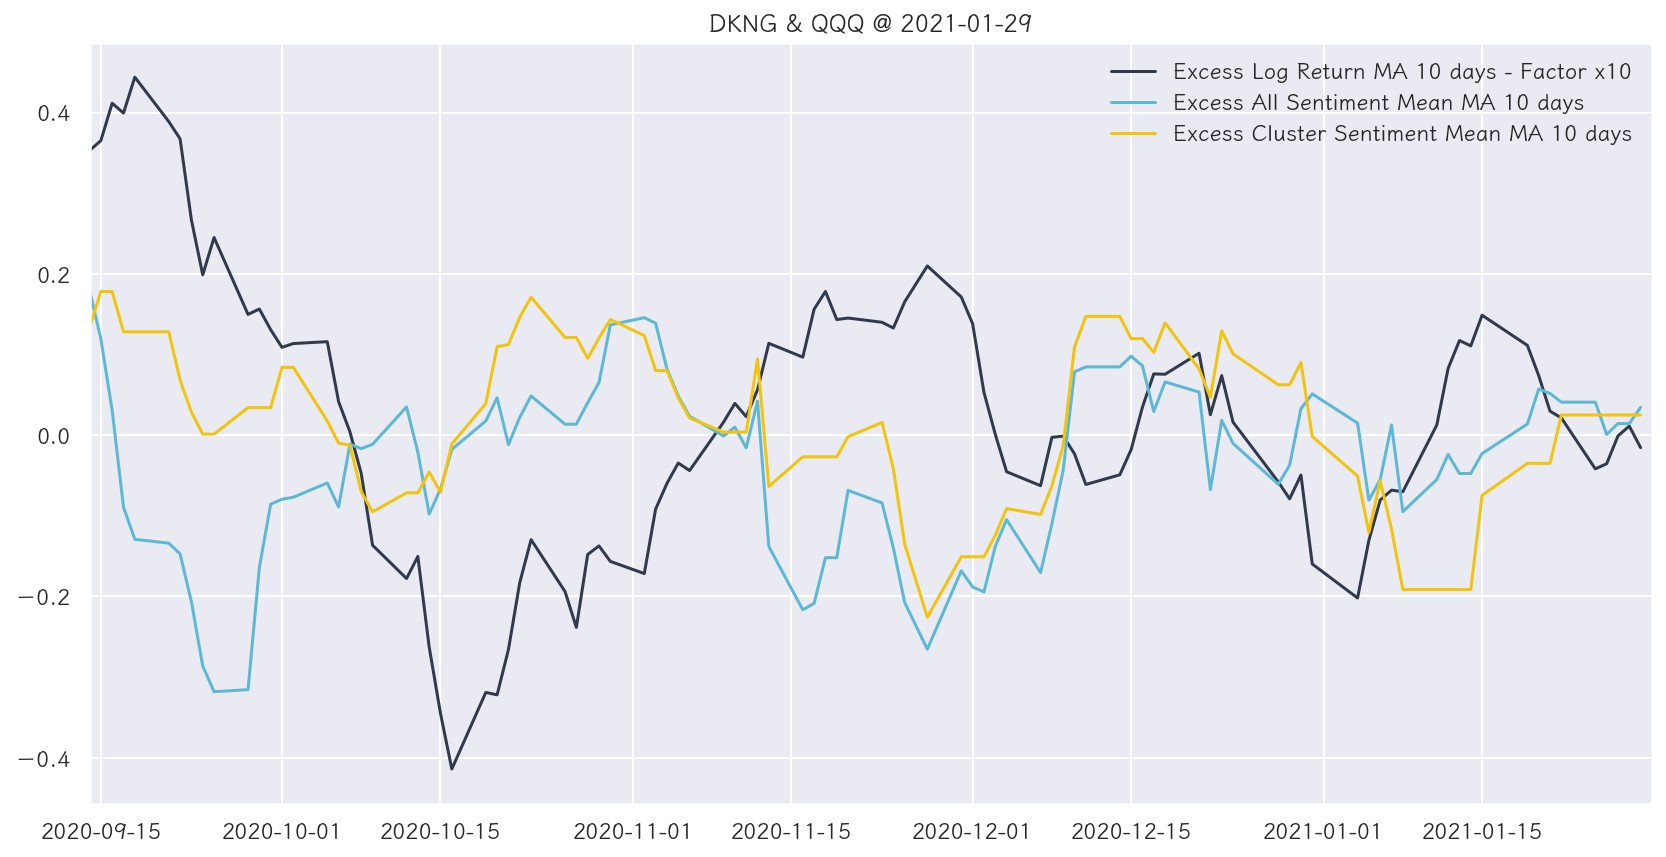 DKNG & QQQ @ 2021-01-29
Excess Log Return MA 10 days - Factor x10
Excess All Sentiment Mean MA 10 days
Excess Cluster Sentiment Mean MA 10 days
0.4
0.2
0.0
−0.2
−0.4
2020-09-15 2020-10-01 2020-10-15 2020-11-01 2020-11-15 2020-12-01 2020-12-15 2021-01-01 2021-01-15